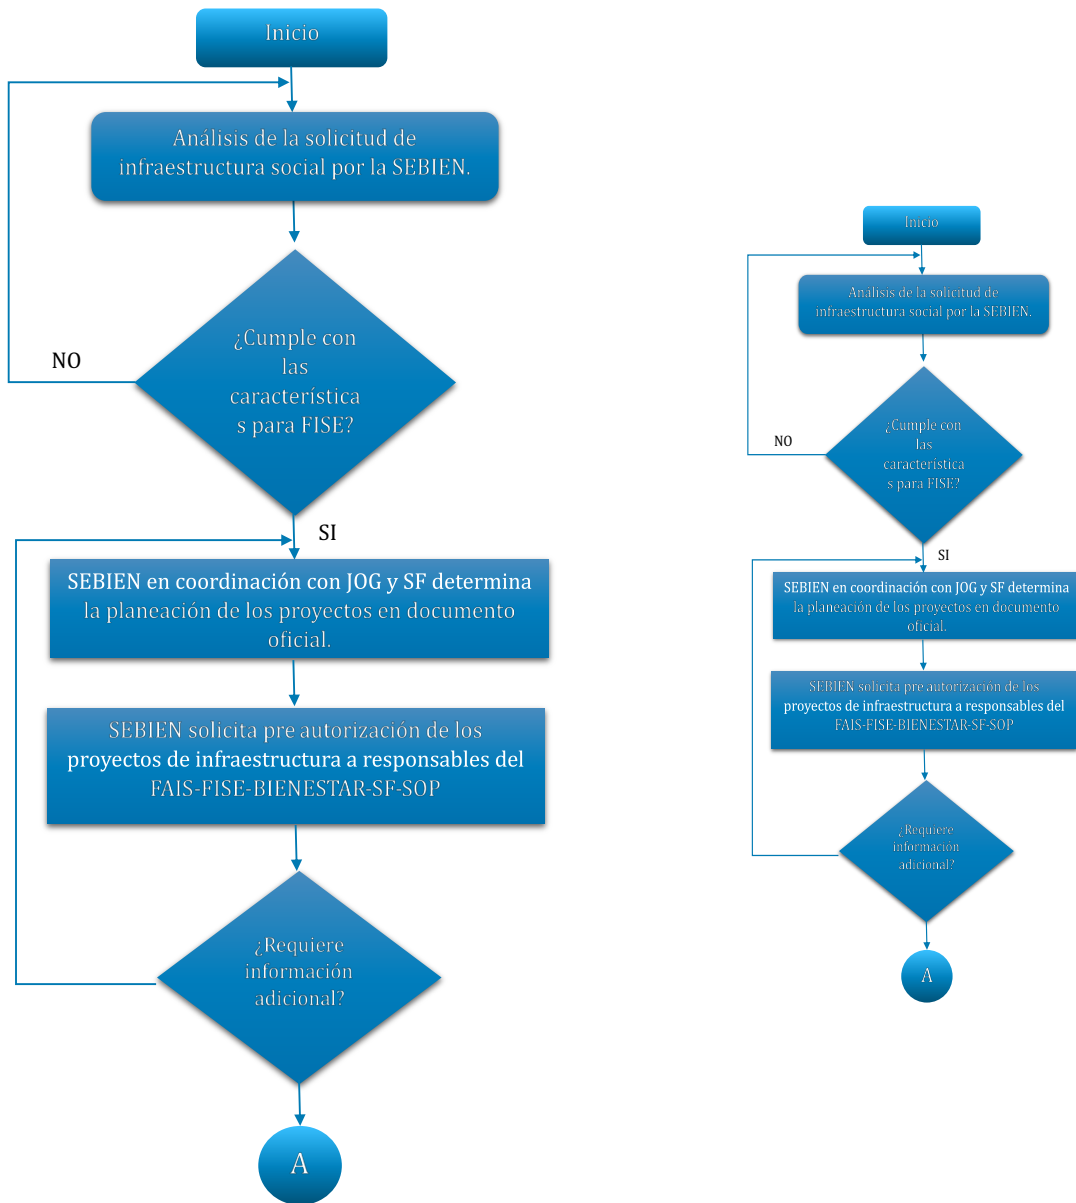 Inicio
Análisis de la solicitud de
infraestructura social por la SEBIEN.
¿Cumple con
las
característica
s para FISE?
NO
SI
SEBIEN en coordinación con JOG y SF determina
la planeación de los proyectos en documento
oficial.
SEBIEN solicita pre autorización de los
proyectos de infraestructura a responsables del
FAIS-FISE-BIENESTAR-SF-SOP
¿Requiere
información
adicional?
A
Inicio
Análisis de la solicitud de
infraestructura social por la SEBIEN.
¿Cumple con
las
característica
s para FISE?
NO
SI
SEBIEN en coordinación con JOG y SF determina
la planeación de los proyectos en documento
oficial.
SEBIEN solicita pre autorización de los
proyectos de infraestructura a responsables del
FAIS-FISE-BIENESTAR-SF-SOP
¿Requiere
información
adicional?
A